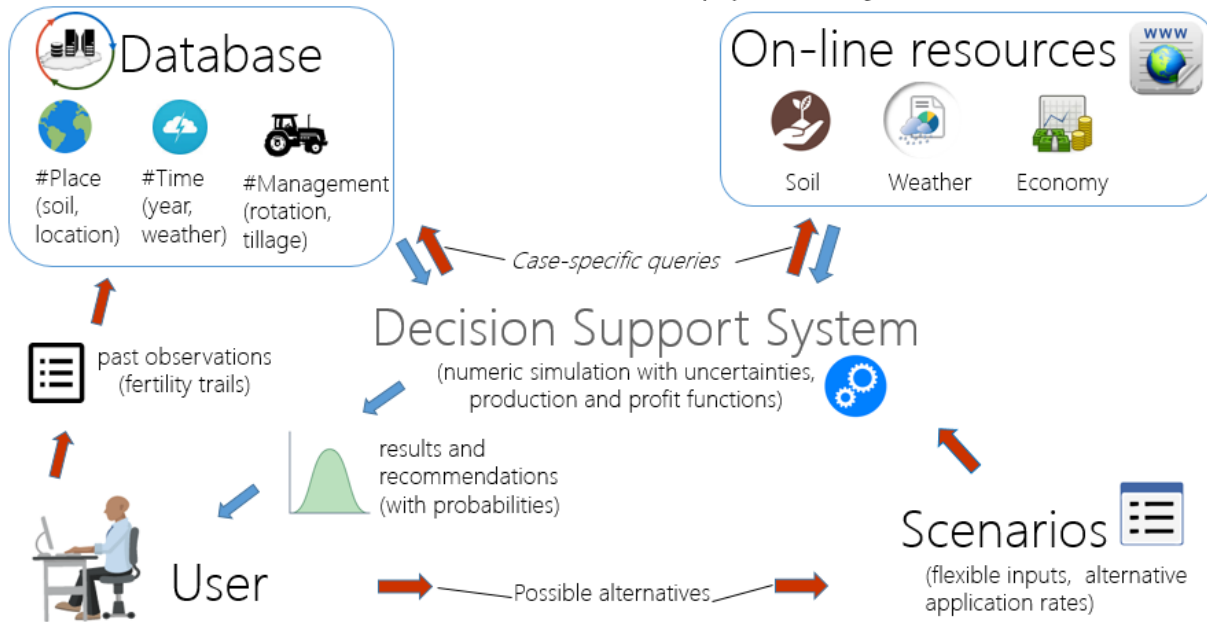 Database
#Place
(soil,
location)
#Time
(year,
weather)
#Management
(rotation,
tillage)
On-line resources
WWW
Soil
Weather
Economy
Case-specific queries
Decision Support System
(numeric simulation with uncertainties,
production and profit functions)
past observations
(fertility trails)
results and
recommendations
(with probabilities)
User
Possible alternatives
Scenarios
(flexible inputs, alternative
application rates)